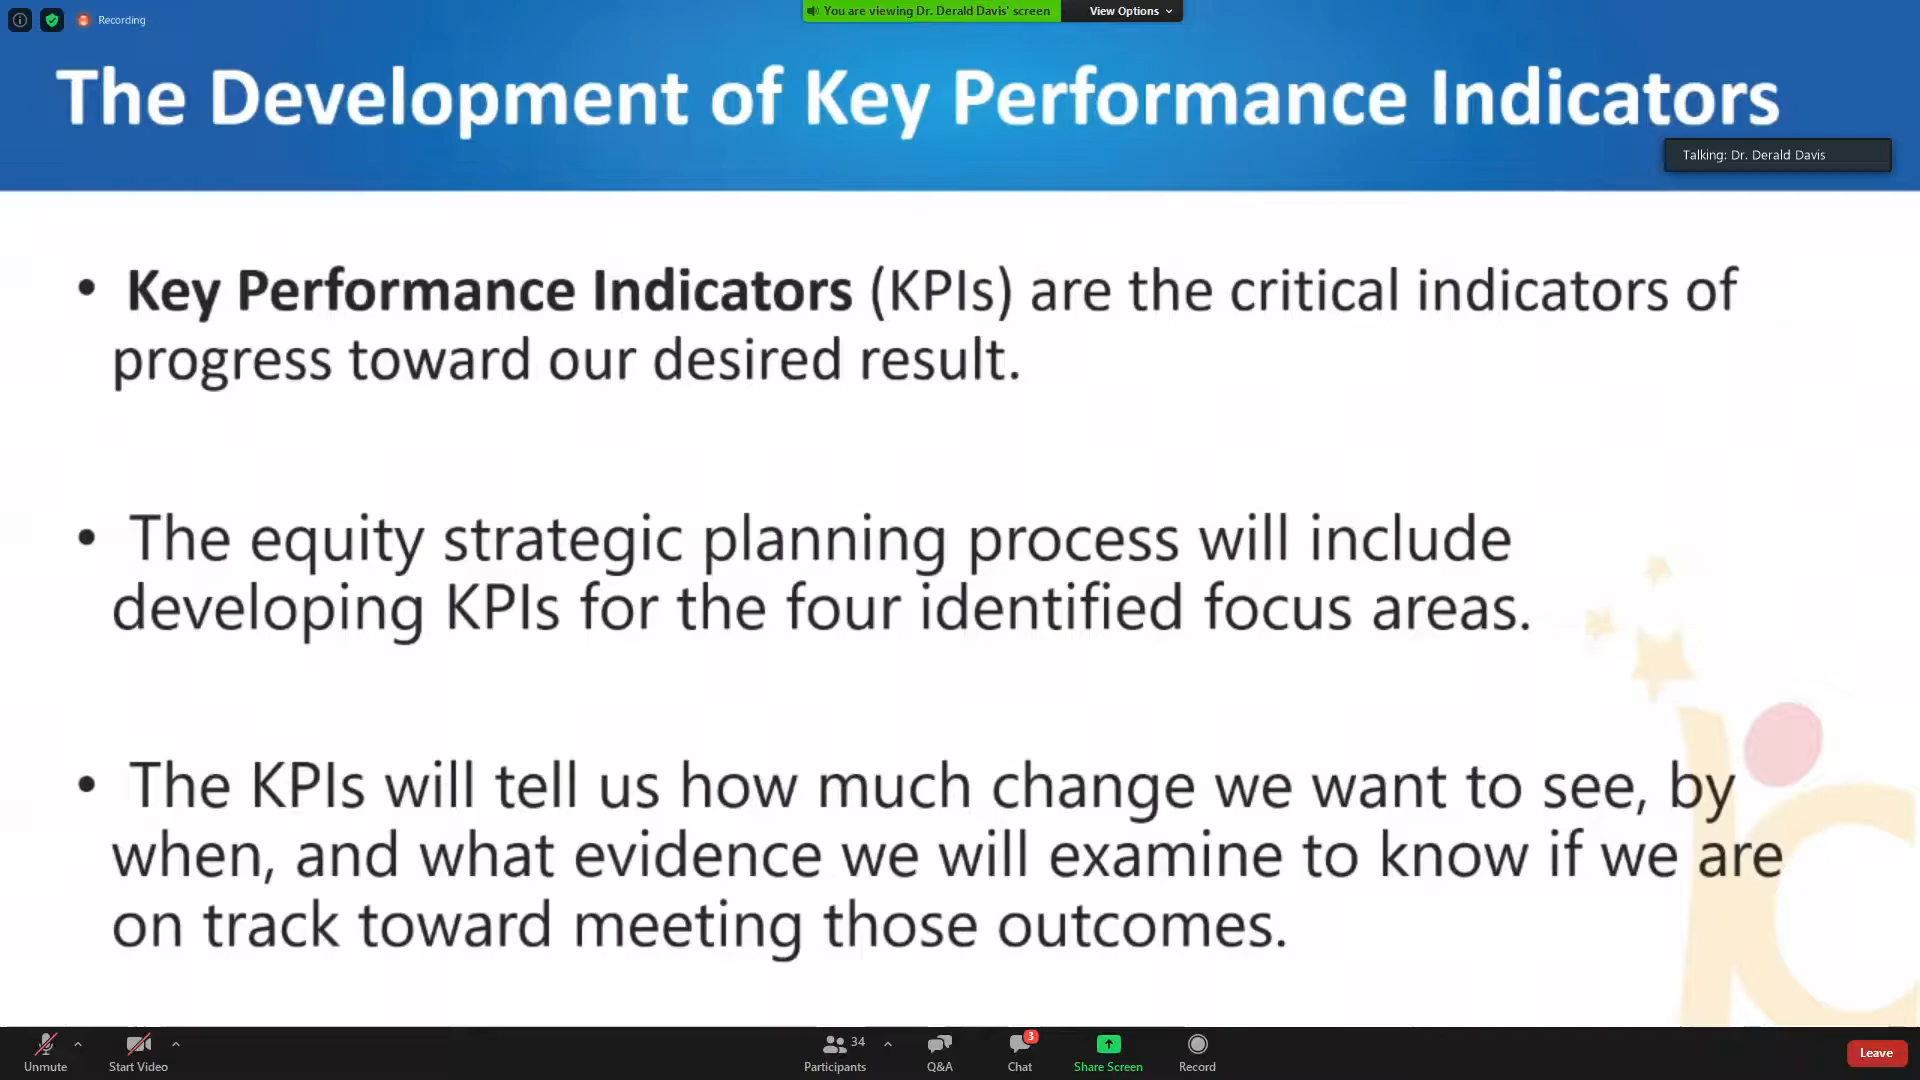 Recording
You are viewing Dr. Derald Davis' screen
View Options
The Development of Key Performance Indicators
Talking: Dr. Derald Davis
• Key Performance Indicators (KPIs) are the critical indicators of
progress toward our desired result.
• The equity strategic planning process will include
developing KPIs for the four identified focus areas.
• The KPIs will tell us how much change we want to see, by
when, and what evidence we will examine to know if we are
on track toward meeting those outcomes.
kc
Unmute
Start Video
34
Participants
Q&A
3
Chat
Share Screen
Record
Leave